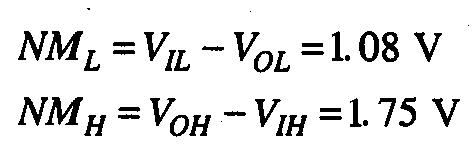 NM_L = V_IL − V_OL = 1.08 V
NM_H = V_OH − V_IH = 1.75 V